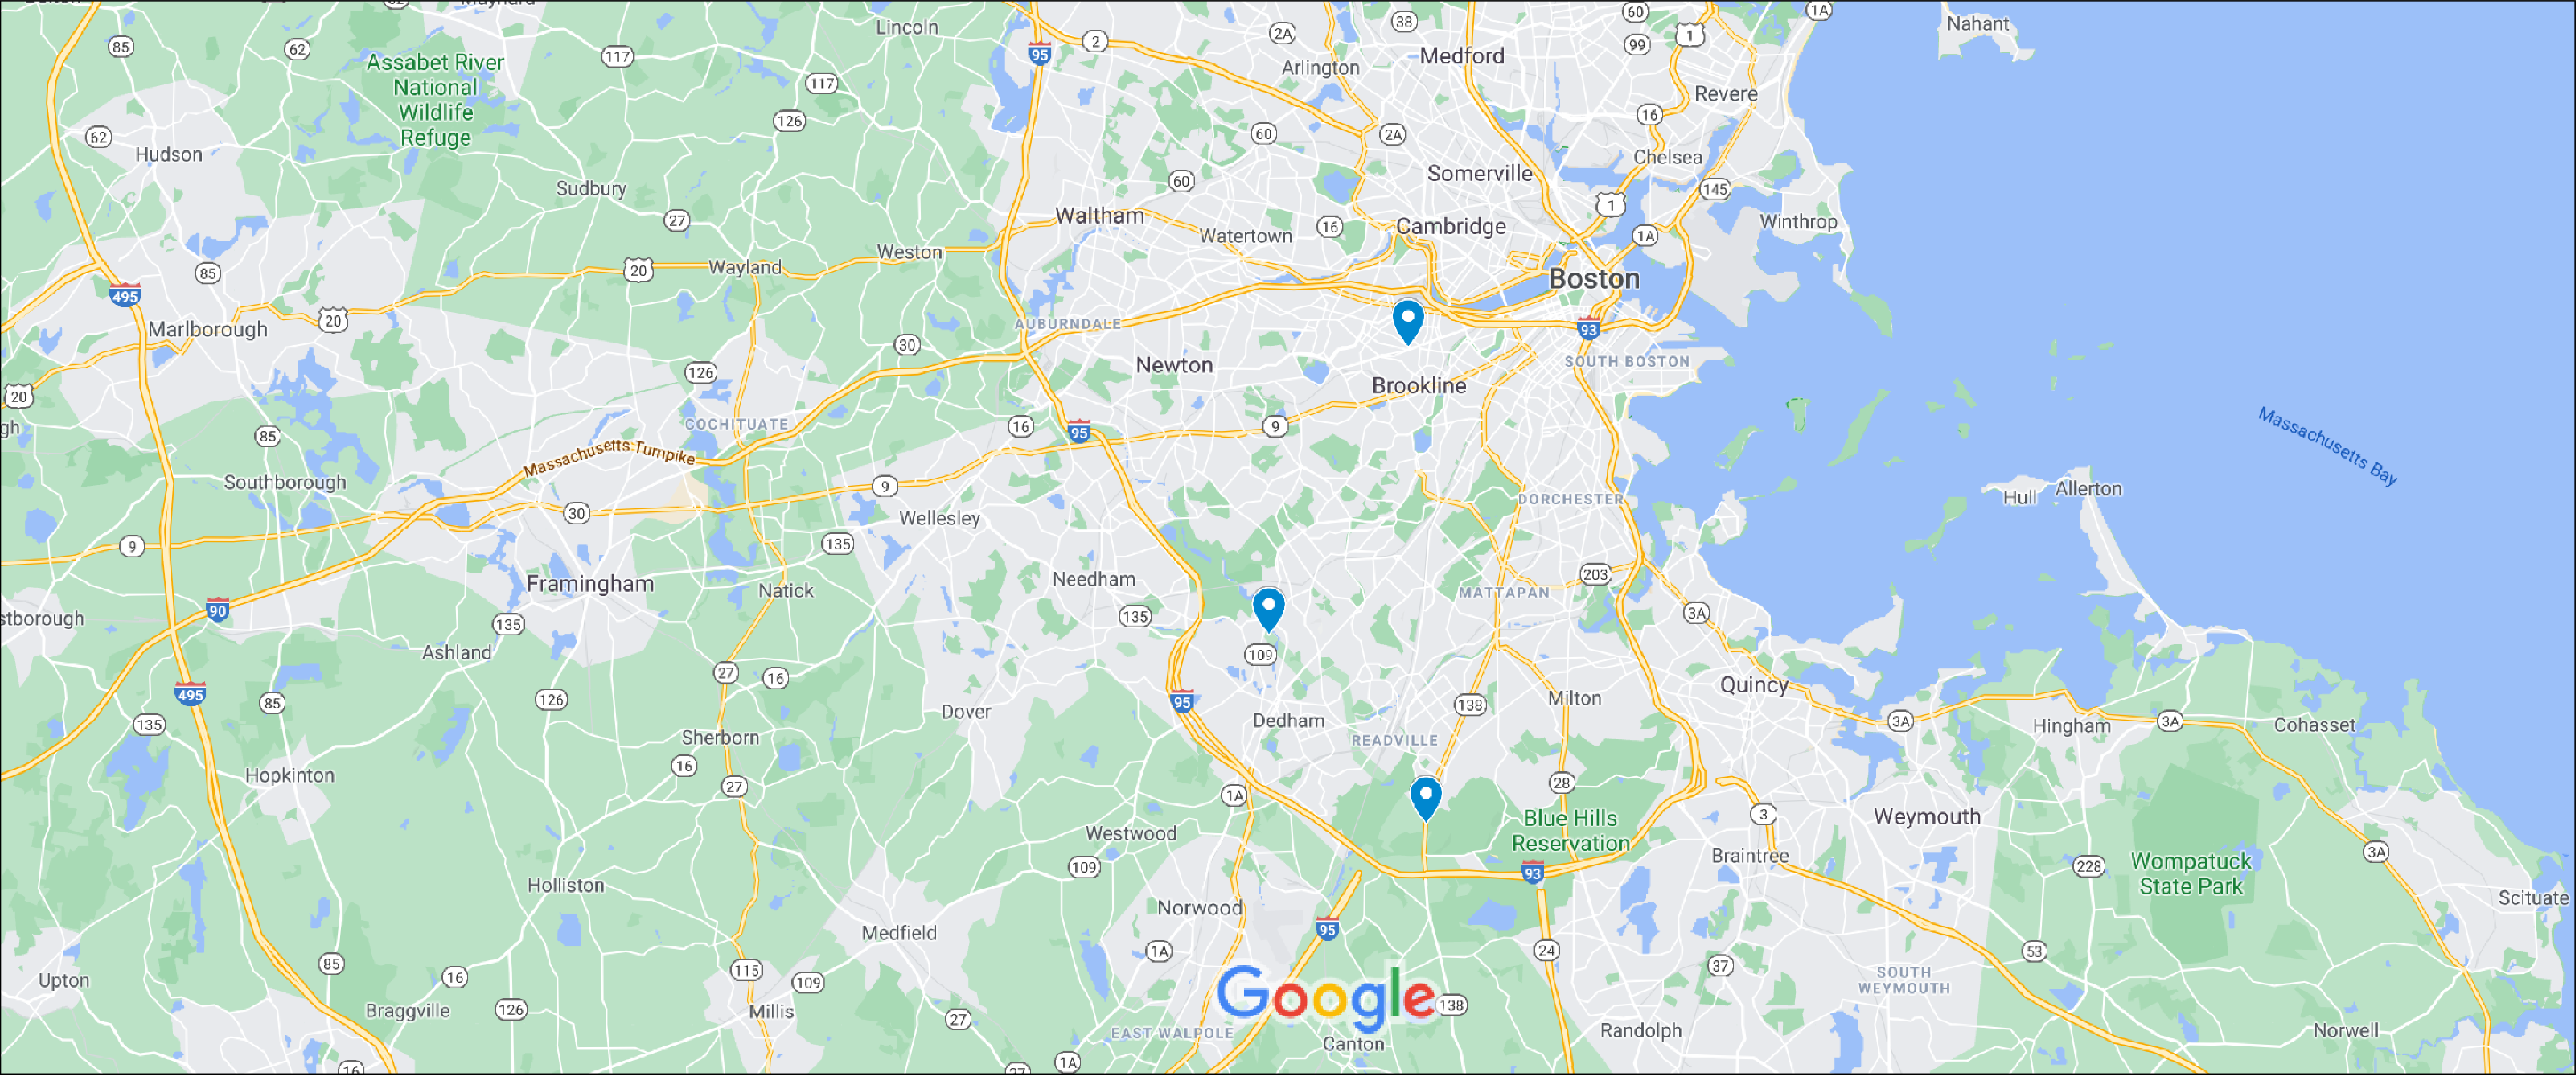 Nahant
Lincoln
Medford
Arlington
Assabet River
National
Wildlife
Refuge
Revere
Hudson
Chelsea
Somerville
Sudbury
Waltham
Winthrop
Cambridge
Watertown
Weston
Wayland
Boston
AUBURNDALE
Marlborough
SOUTH BOSTON
Newton
Brookline
COCHITUATE
Massachusetts Bay
Massachusetts Turnpike
Southborough
Hull
Allerton
DORCHESTER
Wellesley
Framingham
Natick
Needham
MATTAPAN
stborough
Ashland
Quincy
Milton
Dover
Dedham
Hingham
Cohasset
Sherborn
READVILLE
Hopkinton
Weymouth
Blue Hills
Reservation
Westwood
Braintree
Wompatuck
State Park
Holliston
Scituate
Norwood
Medfield
Upton
SOUTH
WEYMOUTH
Google
Braggville
Millis
EAST WALPOLE
Randolph
Norwell
Canton
85
62
117
95
2
2A
38
60
99
1
1A
117
126
62
60
2A
16
60
27
16
1
145
1A
20
85
495
20
30
93
126
20
85
16
95
9
9
30
9
135
203
90
135
135
3A
109
27
16
495
85
135
126
95
138
3A
3A
16
27
1A
28
3
109
93
228
3A
95
1A
24
53
37
85
16
115
109
126
27
138
1A
16
27
gh